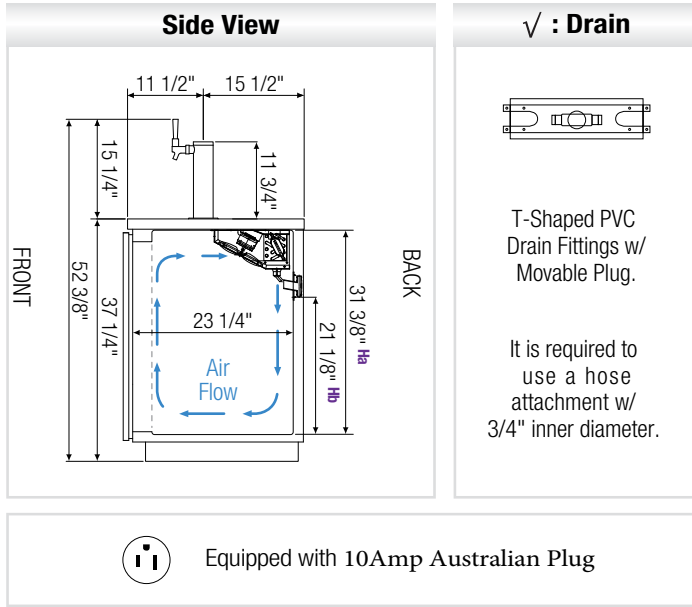 Side View
√ : Drain
11 1/2"
15 1/2"
15 1/4"
11 3/4"
FRONT
52 3/8"
37 1/4"
23 1/4"
Air
Flow
21 1/8" Hb
31 3/8" Ha
BACK
T-Shaped PVC
Drain Fittings w/
Movable Plug.
It is required to
use a hose
attachment w/
3/4" inner diameter.
Equipped with 10Amp Australian Plug